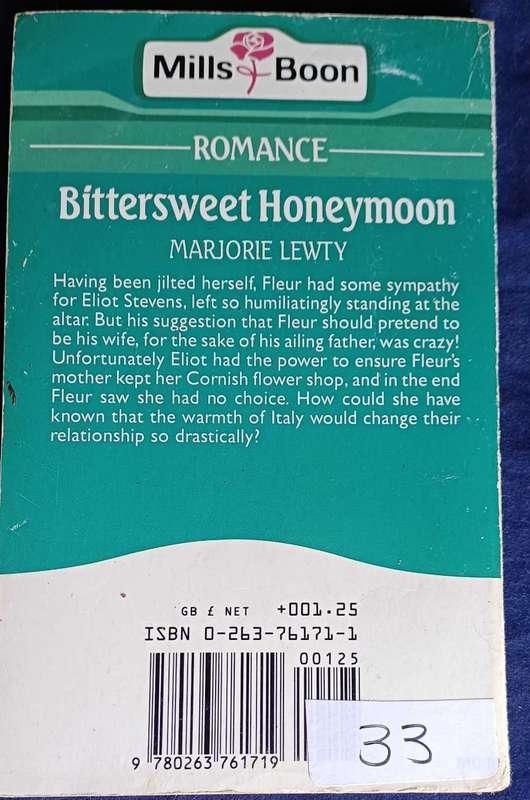 Mills & Boon
ROMANCE
Bittersweet Honeymoon
MARJORIE LEWTY
Having been jilted herself, Fleur had some sympathy
for Eliot Stevens, left so humiliatingly standing at the
altar. But his suggestion that Fleur should pretend to
be his wife, for the sake of his ailing father, was crazy!
Unfortunately Eliot had the power to ensure Fleur's
mother kept her Cornish flower shop, and in the end
Fleur saw she had no choice. How could she have
known that the warmth of Italy would change their
relationship so drastically?
GB £ NET +001.25
ISBN 0-263-76171-1
00125
9 780263 761719
33